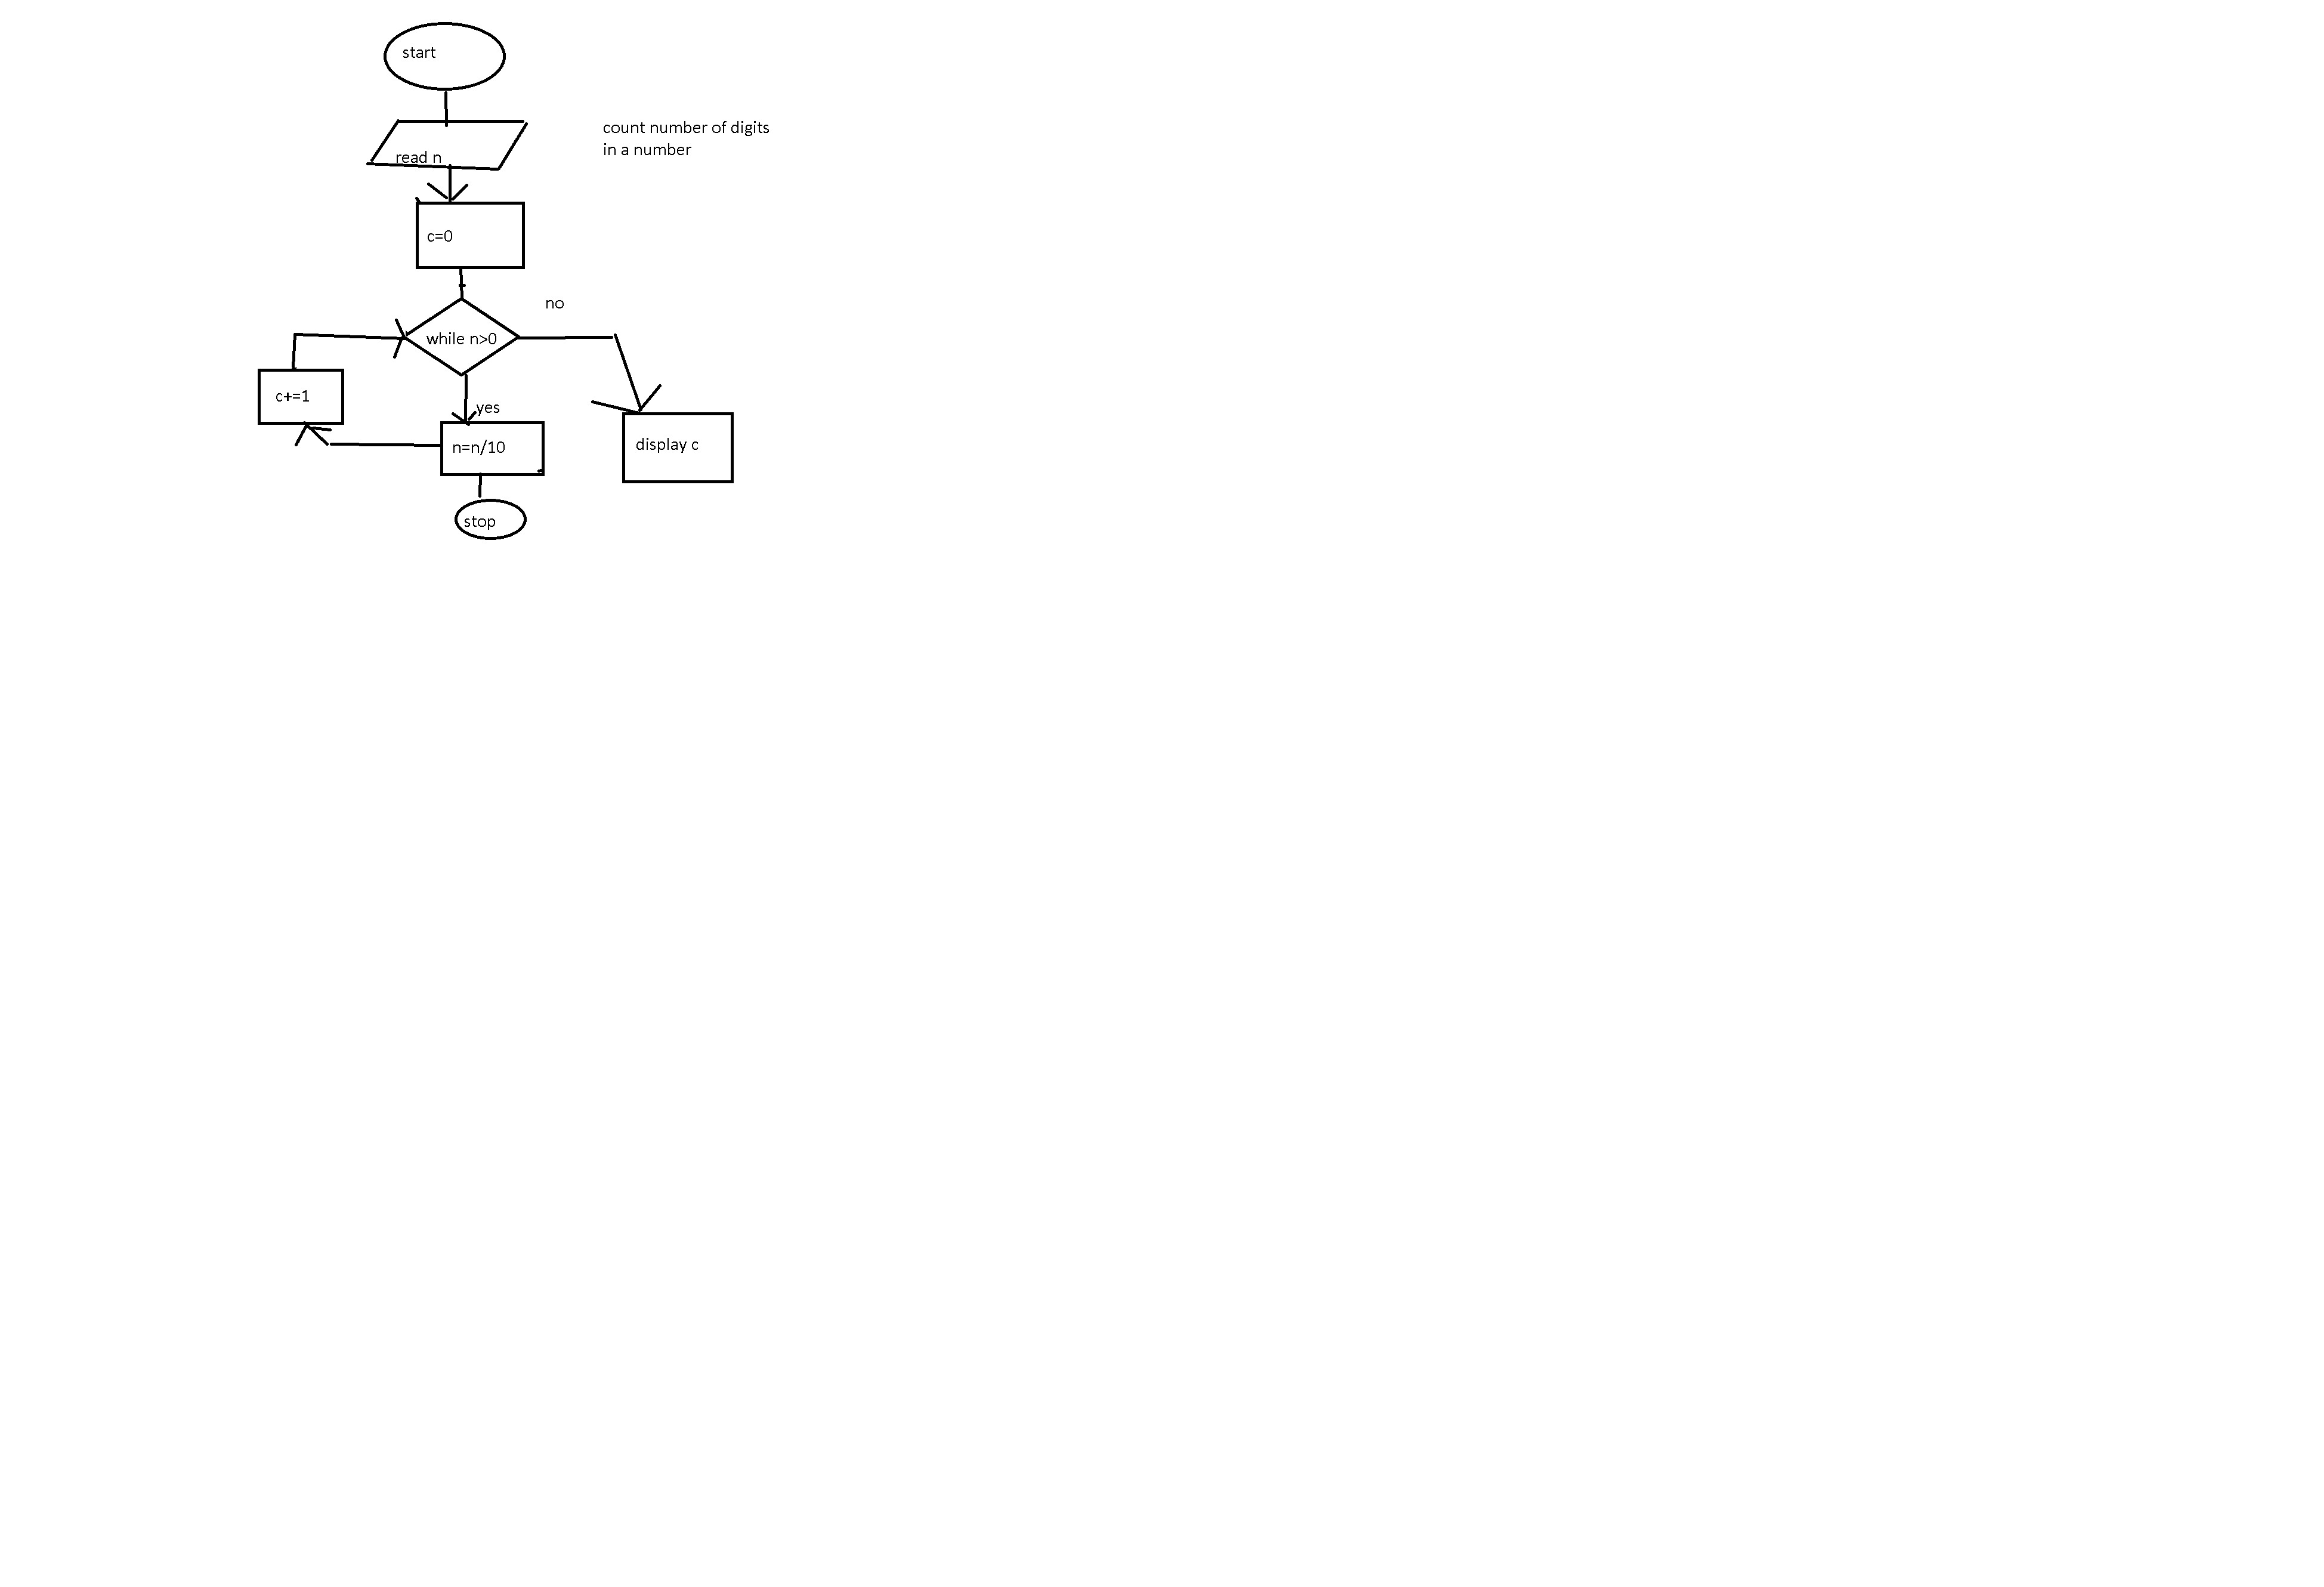 start
count number of digits
in a number
read n
c=0
no
while n>0
c+=1
yes
n=n/10
display c
stop